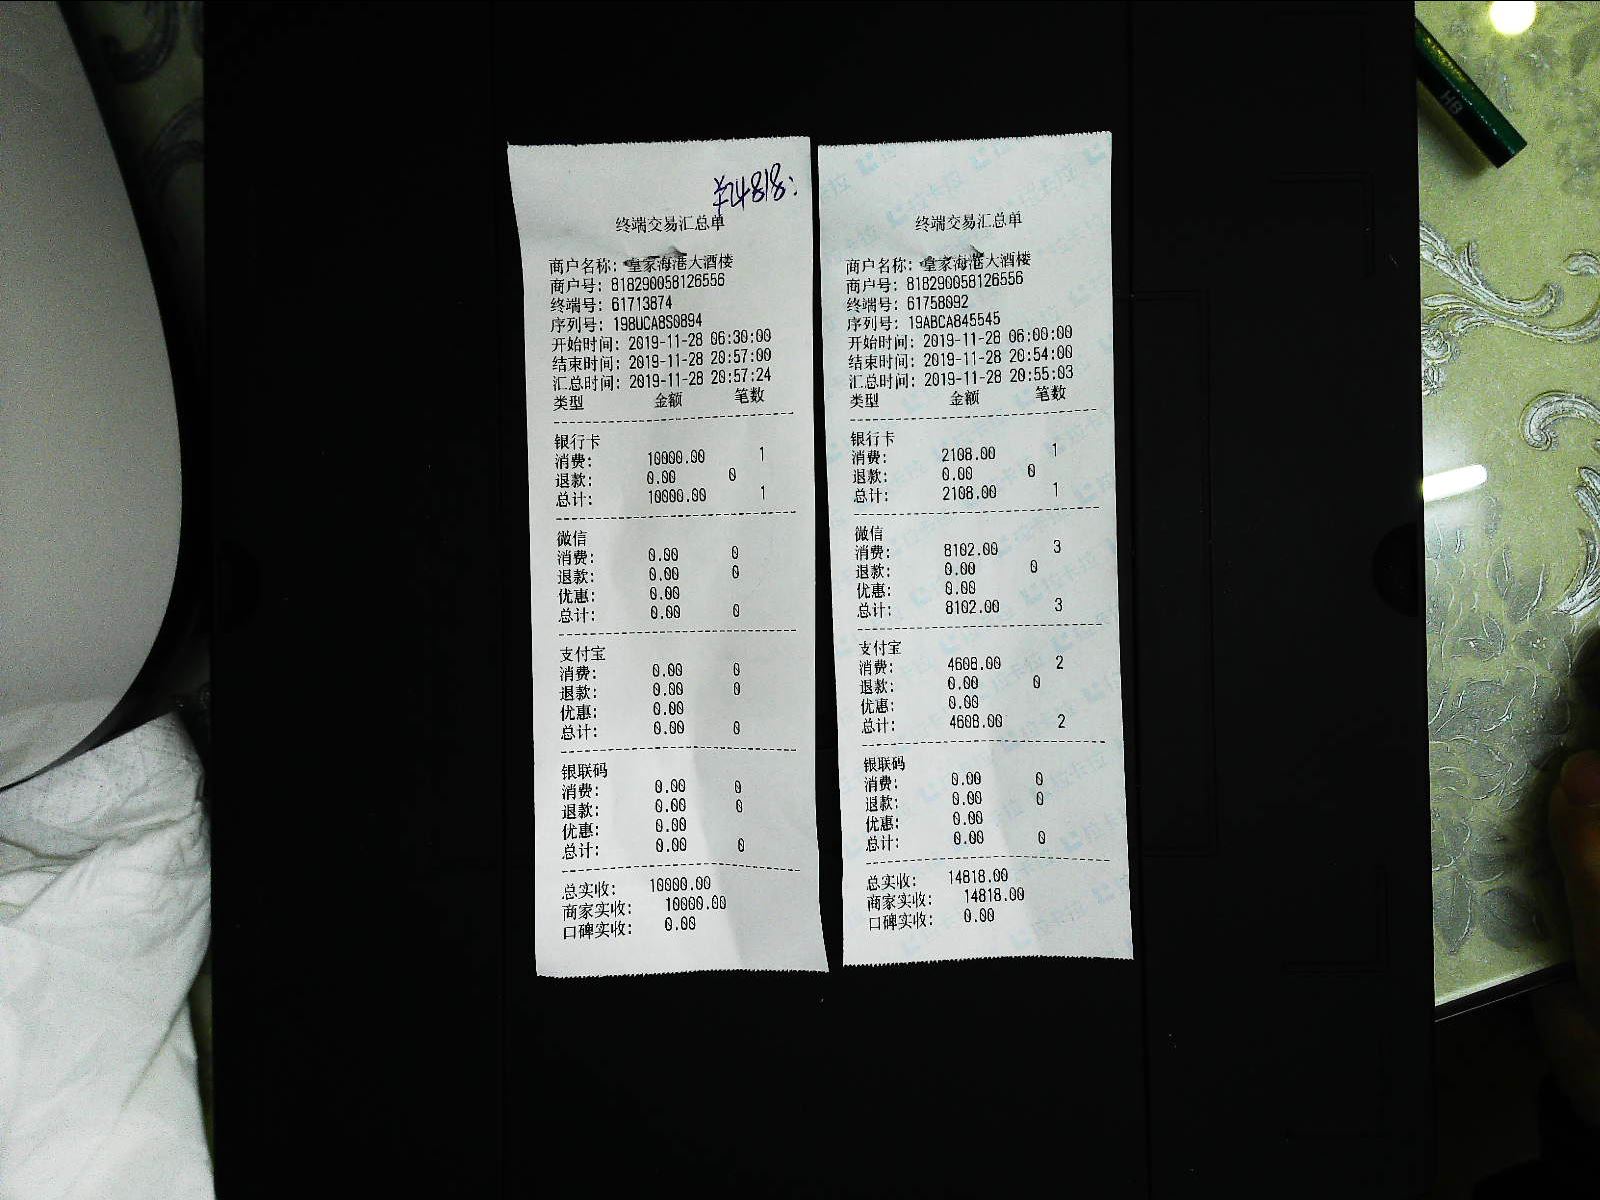 ¥4818:
终端交易汇总单
商户名称: 皇家海港大酒楼
商户号: 818290058126556
终端号: 61713874
序列号: 198UCA8S0894
开始时间: 2019-11-28 06:30:00
结束时间: 2019-11-28 20:57:00
汇总时间: 2019-11-28 20:57:24
类型 金额 笔数
银行卡
消费: 10000.00 1
退款: 0.00 0
总计: 10000.00 1
微信
消费: 0.00 0
退款: 0.00 0
优惠: 0.00
总计: 0.00 0
支付宝
消费: 0.00 0
退款: 0.00 0
优惠: 0.00
总计: 0.00 0
银联码
消费: 0.00 0
退款: 0.00 0
优惠: 0.00
总计: 0.00 0
总实收: 10000.00
商家实收: 10000.00
口碑实收: 0.00
终端交易汇总单
商户名称: 皇家海港大酒楼
商户号: 818290058126556
终端号: 61758092
序列号: 19ABCA845545
开始时间: 2019-11-28 06:00:00
结束时间: 2019-11-28 20:54:00
汇总时间: 2019-11-28 20:55:03
类型 金额 笔数
银行卡
消费: 2108.00 1
退款: 0.00 0
总计: 2108.00 1
微信
消费: 8102.00 3
退款: 0.00 0
优惠: 0.00
总计: 8102.00 3
支付宝
消费: 4608.00 2
退款: 0.00 0
优惠: 0.00
总计: 4608.00 2
银联码
消费: 0.00 0
退款: 0.00 0
优惠: 0.00
总计: 0.00 0
总实收: 14818.00
商家实收: 14818.00
口碑实收: 0.00
HB